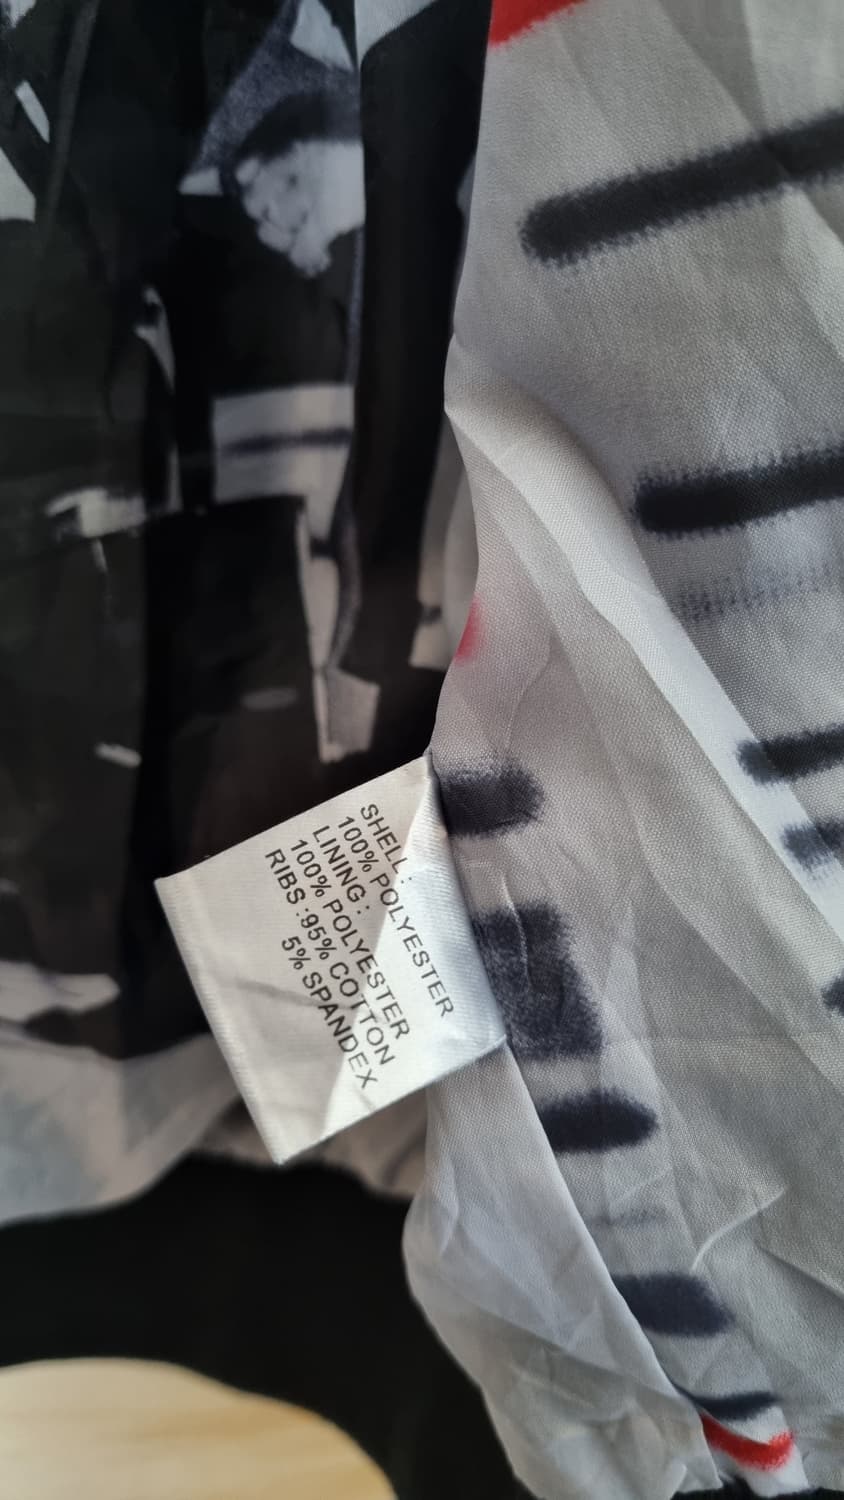 SHELL :
100% POLYESTER
LINING :
100% POLYESTER
RIBS :95% COTTON
5% SPANDEX